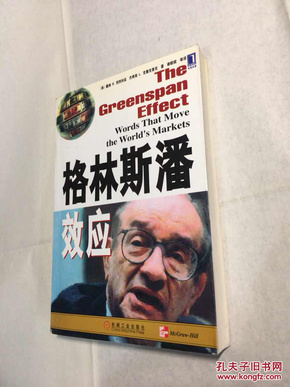 The
Greenspan
Effect
Words That Move
the World's Markets
格林斯潘
效应
机械工业出版社
McGraw-Hill
孔夫子旧书网